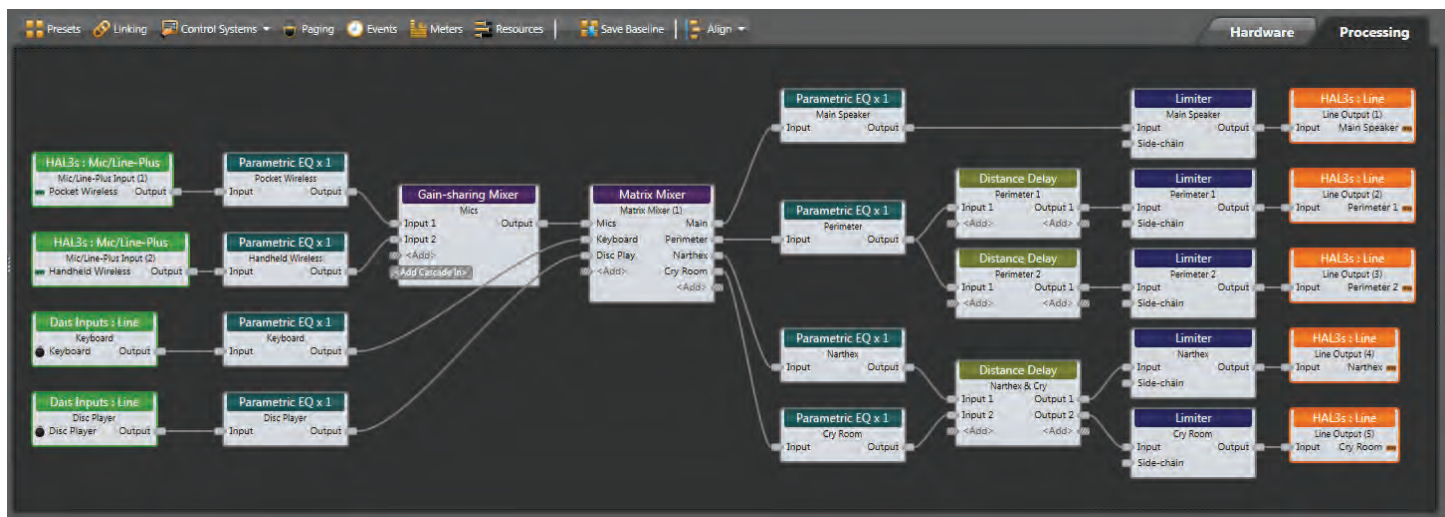 Presets Linking Control Systems Paging Events Meters Resources Save Baseline Align Hardware Processing
HAL3s : Mic/Line-Plus
Mic/Line-Plus Input (1)
Pocket Wireless Output
Parametric EQ x 1
Pocket Wireless
Input Output
HAL3s : Mic/Line-Plus
Mic/Line-Plus Input (2)
Handheld Wireless Output
Parametric EQ x 1
Handheld Wireless
Input Output
Dais Inputs : Line
Keyboard
Keyboard Output
Parametric EQ x 1
Keyboard
Input Output
Dais Inputs : Line
Disc Player
Disc Player Output
Parametric EQ x 1
Disc Player
Input Output
Gain-sharing Mixer
Mics
Input 1 Output
Input 2
<Add>
<Add Cascade In>
Matrix Mixer
Matrix Mixer (1)
Mics Main
Keyboard Perimeter
Disc Play Narthex
<Add> Cry Room
<Add>
Parametric EQ x 1
Main Speaker
Input Output
Parametric EQ x 1
Perimeter
Input Output
Parametric EQ x 1
Narthex
Input Output
Parametric EQ x 1
Cry Room
Input Output
Distance Delay
Perimeter 1
Input 1 Output 1
<Add> <Add>
Distance Delay
Perimeter 2
Input 1 Output 1
<Add> <Add>
Distance Delay
Narthex & Cry
Input 1 Output 1
Input 2 Output 2
<Add> <Add>
Limiter
Main Speaker
Input Output
Side-chain
Limiter
Perimeter 1
Input Output
Side-chain
Limiter
Perimeter 2
Input Output
Side-chain
Limiter
Narthex
Input Output
Side-chain
Limiter
Cry Room
Input Output
Side-chain
HAL3s : Line
Line Output (1)
Input Main Speaker
HAL3s : Line
Line Output (2)
Input Perimeter 1
HAL3s : Line
Line Output (3)
Input Perimeter 2
HAL3s : Line
Line Output (4)
Input Narthex
HAL3s : Line
Line Output (5)
Input Cry Room